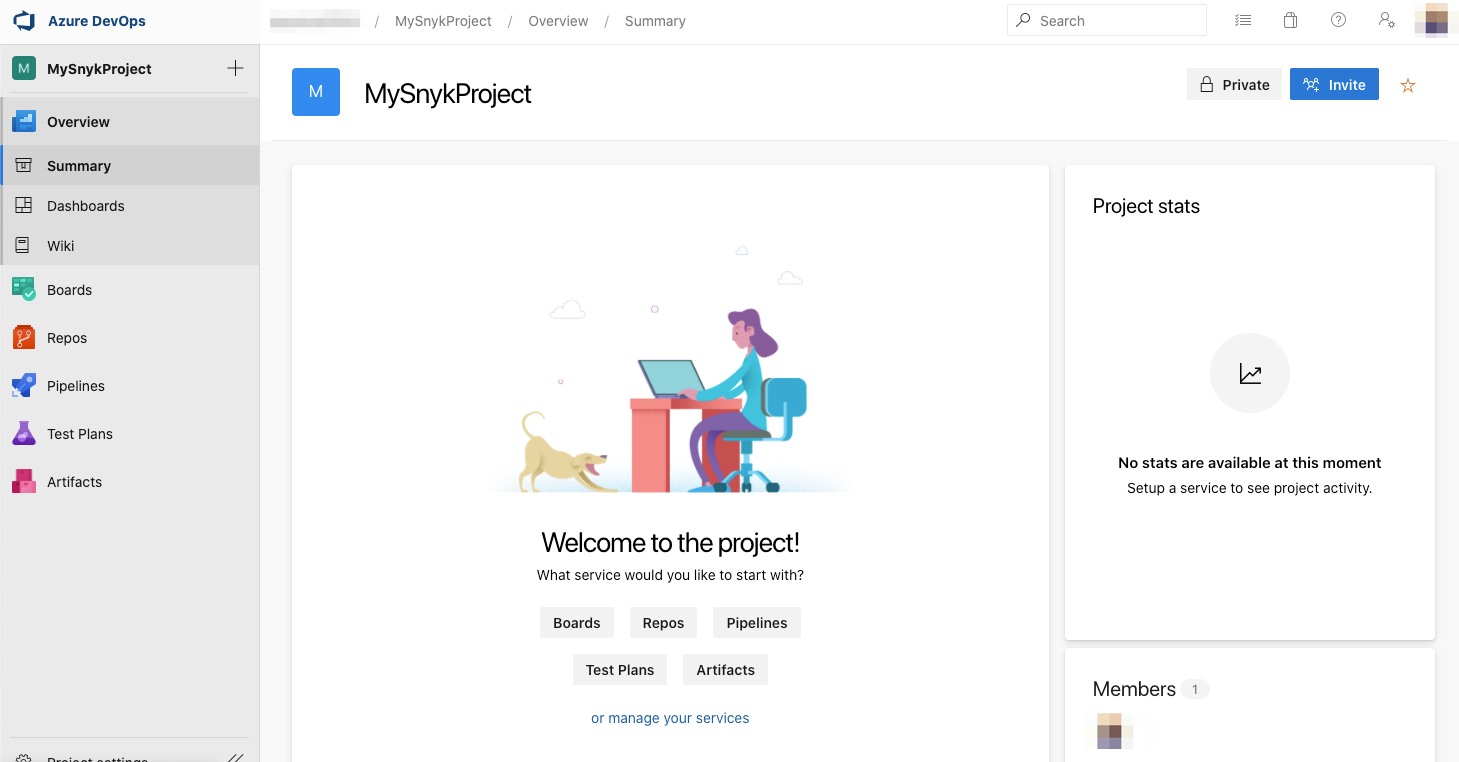 Azure DevOps
/ MySnykProject / Overview / Summary
Search
M MySnykProject
Overview
Summary
Dashboards
Wiki
Boards
Repos
Pipelines
Test Plans
Artifacts
Project settings
M MySnykProject
Private
Invite
Welcome to the project!
What service would you like to start with?
Boards Repos Pipelines
Test Plans Artifacts
or manage your services
Project stats
No stats are available at this moment
Setup a service to see project activity.
Members 1